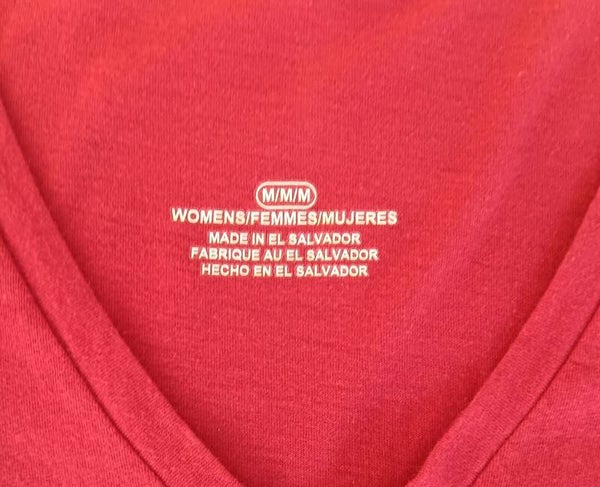 M/M/M
WOMENS/FEMMES/MUJERES
MADE IN EL SALVADOR
FABRIQUE AU EL SALVADOR
HECHO EN EL SALVADOR